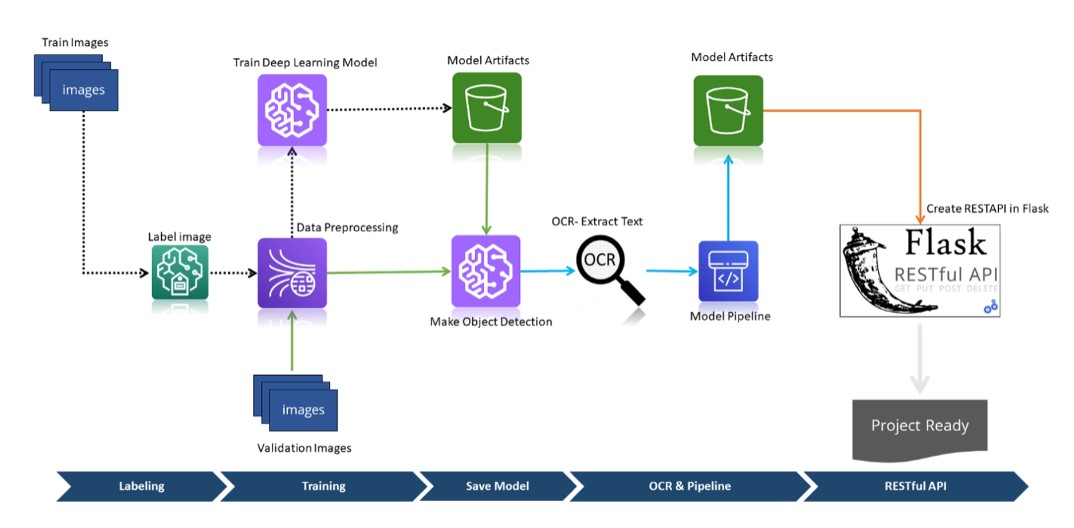 Train Images
images
Train Deep Learning Model
Model Artifacts
Model Artifacts
Label image
Data Preprocessing
OCR- Extract Text
OCR
Make Object Detection
Model Pipeline
</>
Create RESTAPI in Flask
Flask
RESTful API
GET PUT POST DELETE
images
Validation Images
Project Ready
Labeling
Training
Save Model
OCR & Pipeline
RESTful API